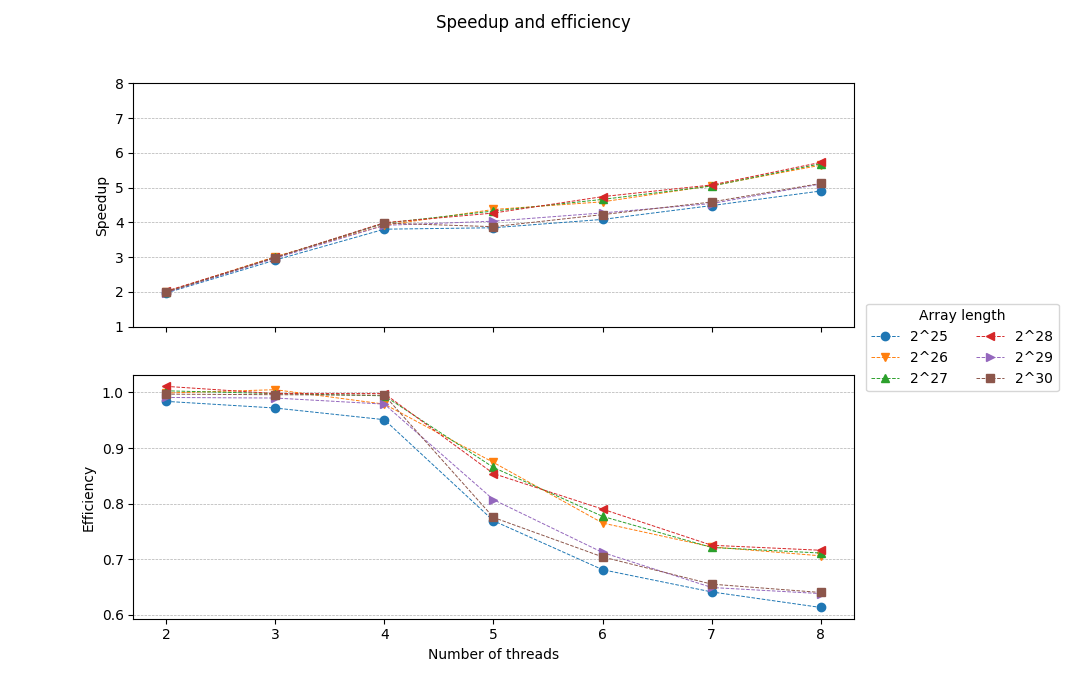 Speedup and efficiency
8
7
6
5
4
3
2
1
Speedup
Array length
2^25 2^28
2^26 2^29
2^27 2^30
1.0
0.9
0.8
0.7
0.6
Efficiency
2 3 4 5 6 7 8
Number of threads